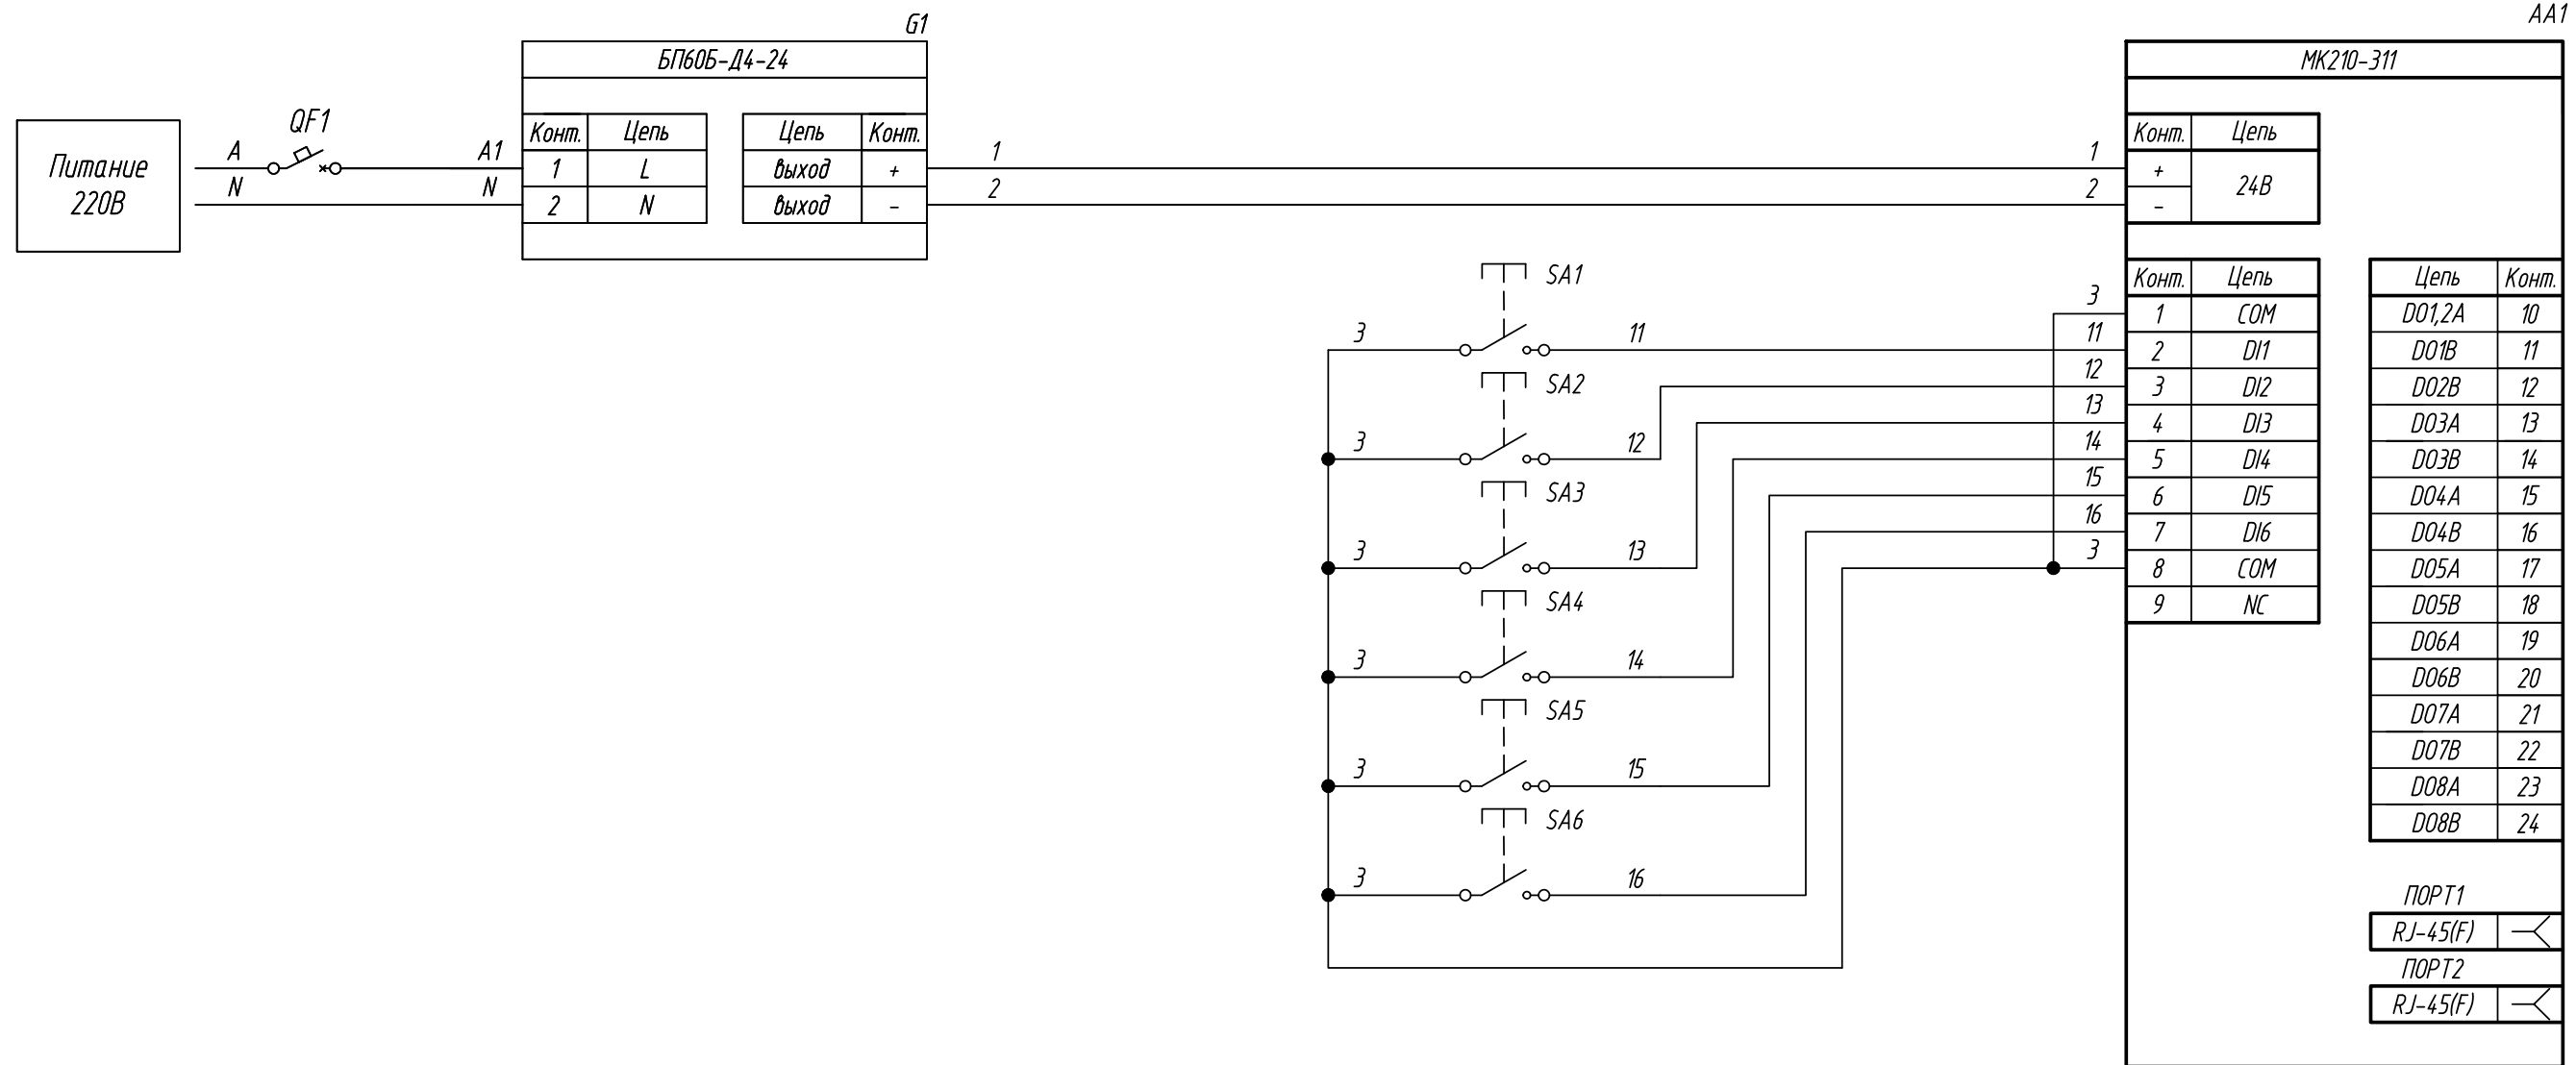 AA1
G1
БП60Б-Д4-24
МК210-311
Питание
220В
QF1
A
N
A1
N
Конт. Цепь
1 L
2 N
Цепь Конт.
выход +
выход -
1
2
1
2
Конт. Цепь
+ 24В
-
SA1
3 11
SA2
3 12
SA3
3 13
SA4
3 14
SA5
3 15
SA6
3 16
3
11
12
13
14
15
16
3
Конт. Цепь
1 COM
2 DI1
3 DI2
4 DI3
5 DI4
6 DI5
7 DI6
8 COM
9 NC
Цепь Конт.
DO1,2A 10
DO1B 11
DO2B 12
DO3A 13
DO3B 14
DO4A 15
DO4B 16
DO5A 17
DO5B 18
DO6A 19
DO6B 20
DO7A 21
DO7B 22
DO8A 23
DO8B 24
ПОРТ1
RJ-45(F)
ПОРТ2
RJ-45(F)